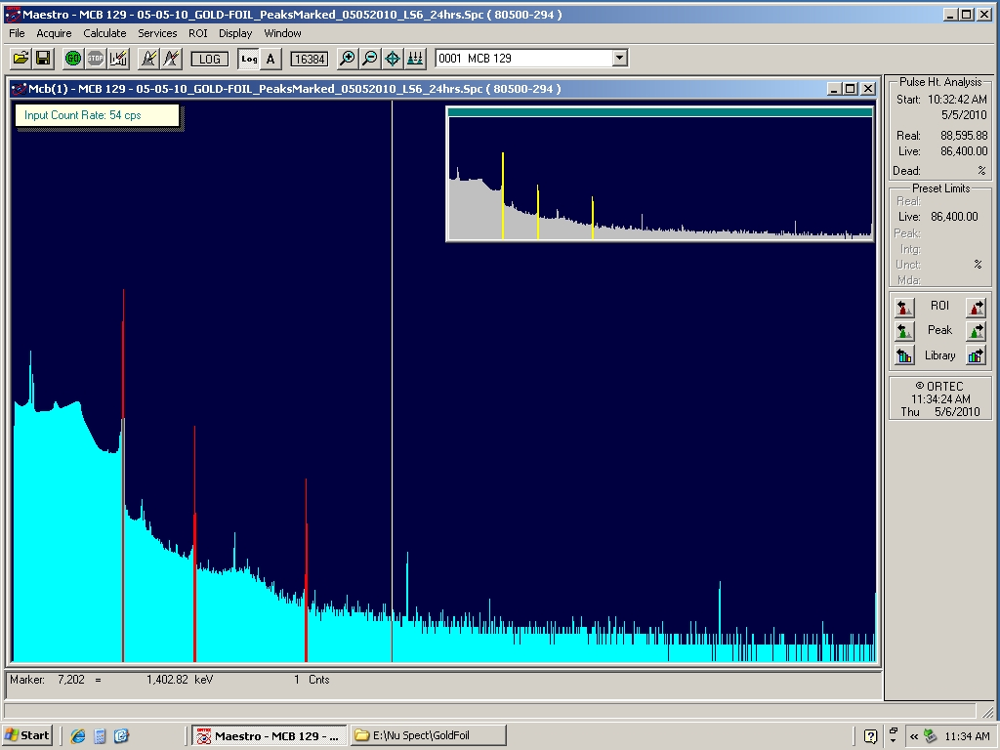 Maestro - MCB 129 - 05-05-10_GOLD-FOIL_PeaksMarked_05052010_LS6_24hrs.Spc ( 80500-294 )
File Acquire Calculate Services ROI Display Window
GO STOP LOG Log A 16384 0001 MCB 129
Mcb(1) - MCB 129 - 05-05-10_GOLD-FOIL_PeaksMarked_05052010_LS6_24hrs.Spc ( 80500-294 )
Input Count Rate: 54 cps
Pulse Ht. Analysis
Start: 10:32:42 AM
5/5/2010
Real: 88,595.88
Live: 86,400.00
Dead: %
Preset Limits
Real:
Live: 86,400.00
Peak:
Intg:
Unct: %
Mda:
ROI
Peak
Library
© ORTEC
11:34:24 AM
Thu 5/6/2010
Marker: 7,202 = 1,402.82 keV 1 Cnts
Start Maestro - MCB 129 - ... E:\Nu Spect\GoldFoil ? « 11:34 AM